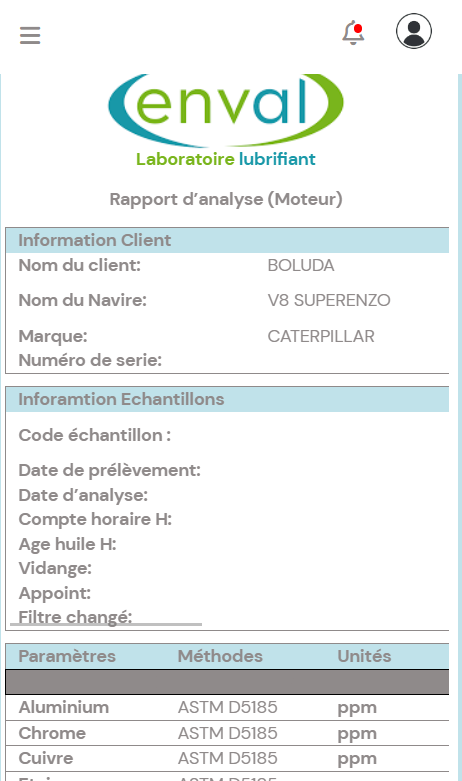 enval
Laboratoire lubrifiant
Rapport d'analyse (Moteur)
Information Client
Nom du client: BOLUDA
Nom du Navire: V8 SUPERENZO
Marque: CATERPILLAR
Numéro de serie:
Inforamtion Echantillons
Code échantillon :
Date de prélèvement:
Date d'analyse:
Compte horaire H:
Age huile H:
Vidange:
Appoint:
Filtre changé:
Paramètres Méthodes Unités
Aluminium ASTM D5185 ppm
Chrome ASTM D5185 ppm
Cuivre ASTM D5185 ppm